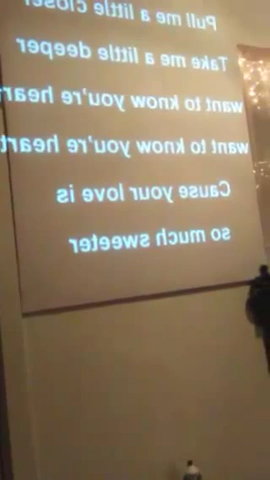 Pull me a little closer
Take me a little deeper
want to know you're heart
want to know you're heart
Cause your love is
so much sweeter